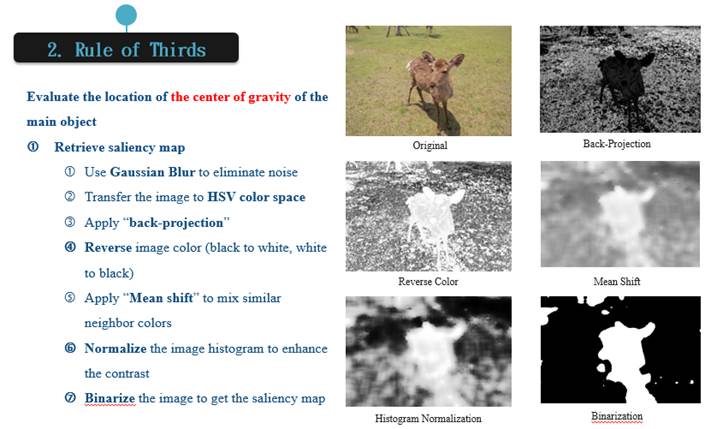 2. Rule of Thirds
Evaluate the location of the center of gravity of the
main object
① Retrieve saliency map
① Use Gaussian Blur to eliminate noise
② Transfer the image to HSV color space
③ Apply “back-projection”
④ Reverse image color (black to white, white
to black)
⑤ Apply “Mean shift” to mix similar
neighbor colors
⑥ Normalize the image histogram to enhance
the contrast
⑦ Binarize the image to get the saliency map
Original
Back-Projection
Reverse Color
Mean Shift
Histogram Normalization
Binarization